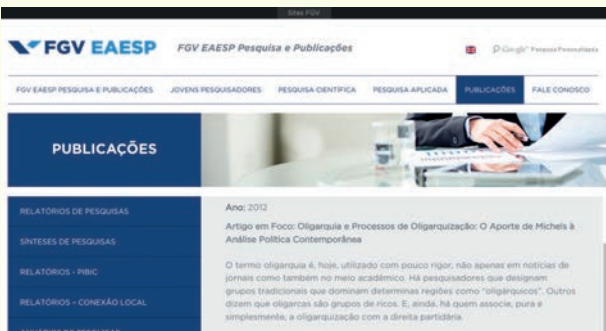 Sites FGV
FGV EAESP
FGV EAESP Pesquisa e Publicações
Google™ Pesquisa Personalizada
FGV EAESP PESQUISA E PUBLICAÇÕES
JOVENS PESQUISADORES
PESQUISA CIENTÍFICA
PESQUISA APLICADA
PUBLICAÇÕES
FALE CONOSCO
PUBLICAÇÕES
RELATÓRIOS DE PESQUISAS
SÍNTESES DE PESQUISAS
RELATÓRIOS - PIBIC
RELATÓRIOS - CONEXÃO LOCAL
Ano: 2012
Artigo em Foco: Oligarquia e Processos de Oligarquização: O Aporte de Michels à
Análise Política Contemporânea
O termo oligarquia é, hoje, utilizado com pouco rigor, não apenas em notícias de
jornais como também no meio acadêmico. Há pesquisadores que designam
grupos tradicionais que dominam determinas regiões como "oligárquicos". Outros
dizem que oligarcas são grupos de ricos. E, ainda, há quem associe, pura e
simplesmente, a oligarquização com a direita partidária.